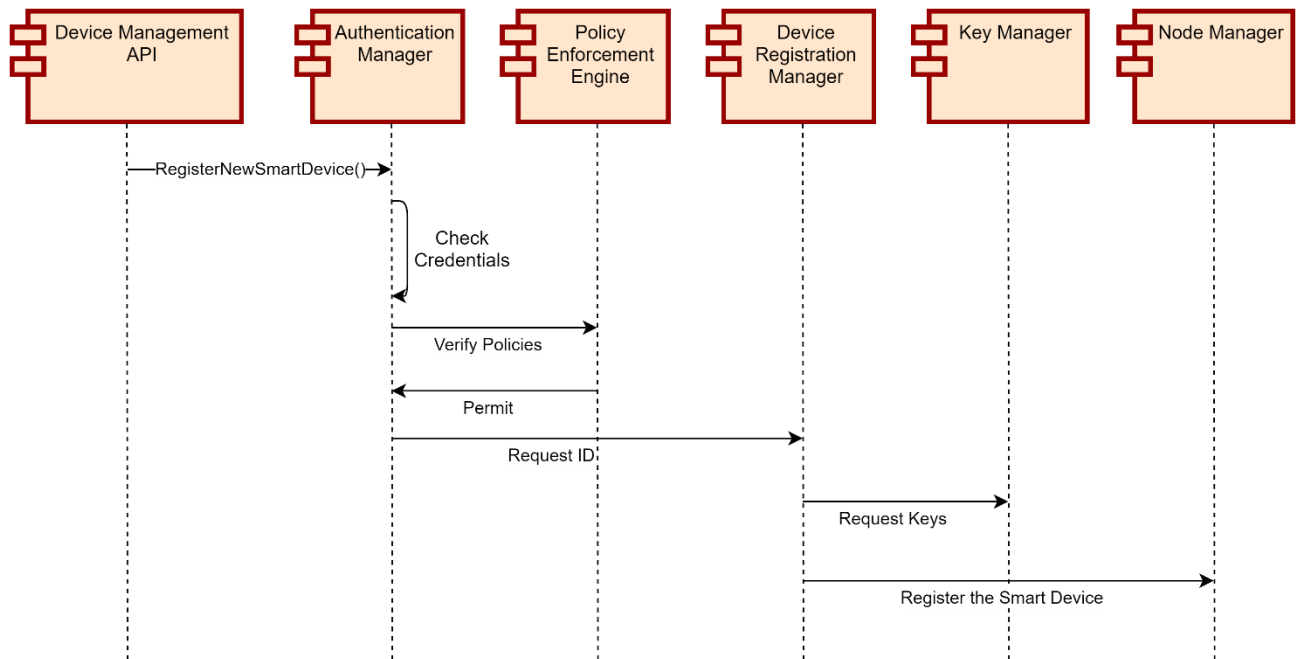 Device Management
API
Authentication
Manager
Policy
Enforcement
Engine
Device
Registration
Manager
Key Manager
Node Manager
RegisterNewSmartDevice()
Check
Credentials
Verify Policies
Permit
Request ID
Request Keys
Register the Smart Device